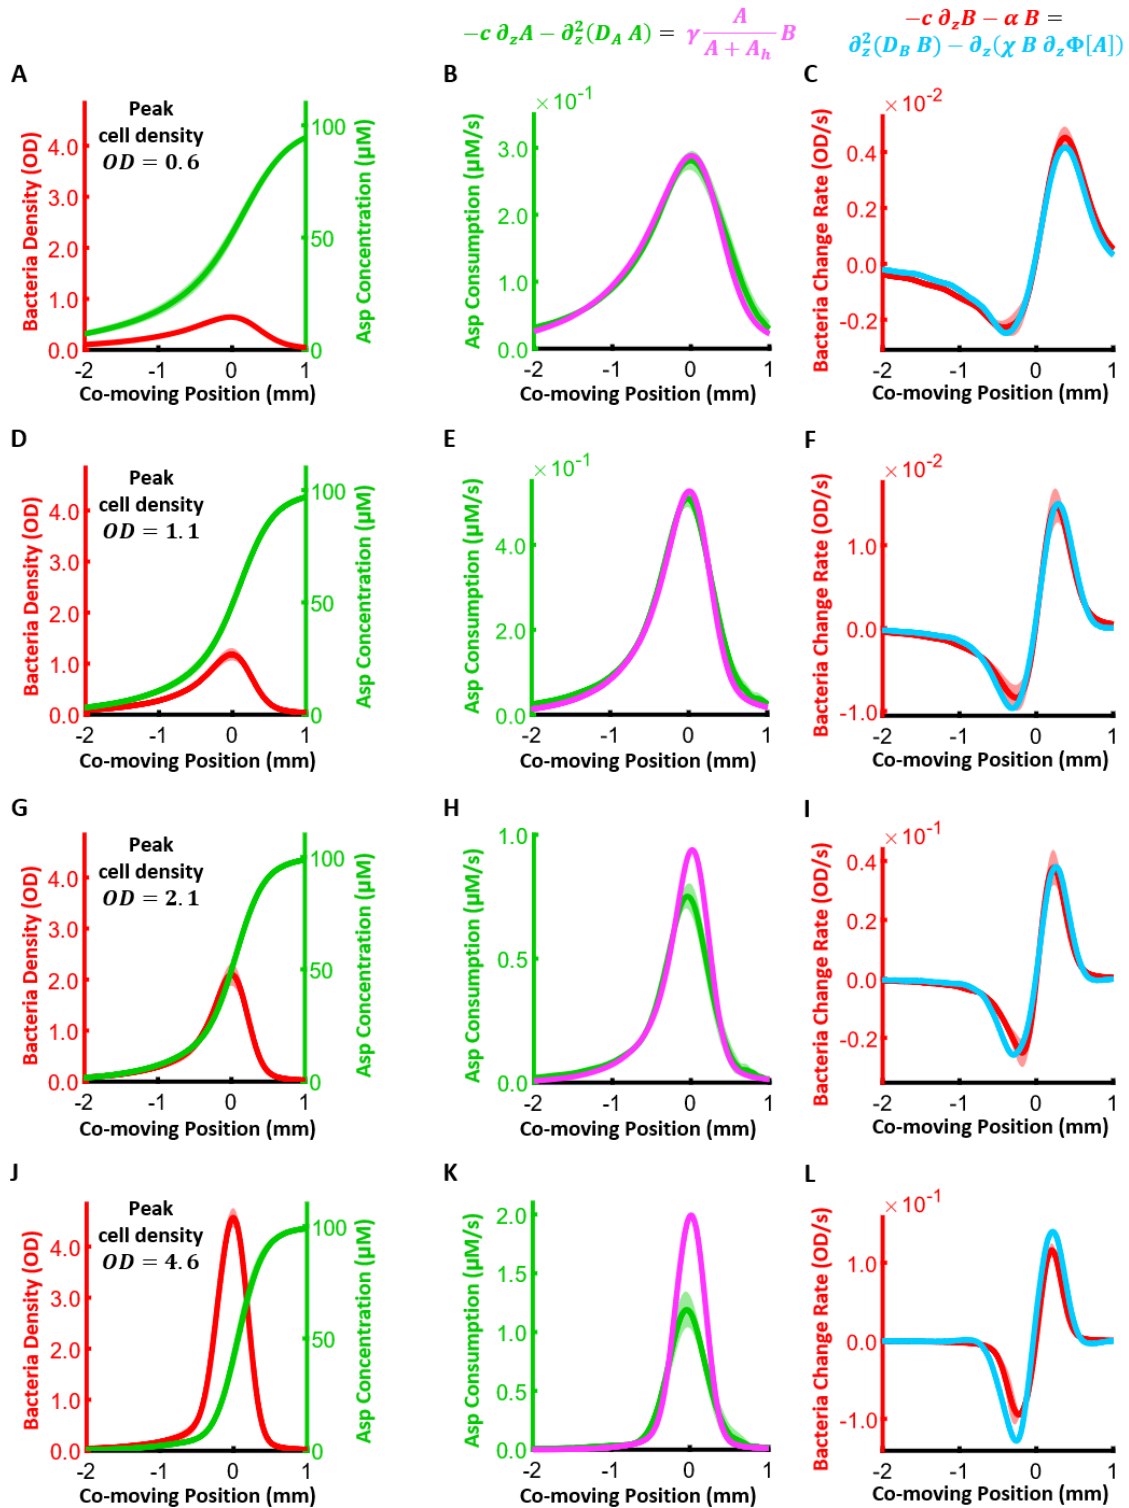 −c ∂zA − ∂z²(DA A) = γ A / (A + Ah) B
−c ∂zB − α B =
∂z²(DB B) − ∂z(χ B ∂zΦ[A])
A
Peak
cell density
OD = 0.6
Bacteria Density (OD)
4.0
3.0
2.0
1.0
0.0
Asp Concentration (μM)
100
50
0
-2 -1 0 1
Co-moving Position (mm)
B
×10⁻¹
Asp Consumption (μM/s)
3.0
2.0
1.0
0.0
-2 -1 0 1
Co-moving Position (mm)
C
×10⁻²
Bacteria Change Rate (OD/s)
0.4
0.2
0.0
-0.2
-2 -1 0 1
Co-moving Position (mm)
D
Peak
cell density
OD = 1.1
Bacteria Density (OD)
4.0
3.0
2.0
1.0
0.0
Asp Concentration (μM)
100
50
0
-2 -1 0 1
Co-moving Position (mm)
E
×10⁻¹
Asp Consumption (μM/s)
4.0
2.0
0.0
-2 -1 0 1
Co-moving Position (mm)
F
×10⁻²
Bacteria Change Rate (OD/s)
1.0
0.0
-1.0
-2 -1 0 1
Co-moving Position (mm)
G
Peak
cell density
OD = 2.1
Bacteria Density (OD)
4.0
3.0
2.0
1.0
0.0
Asp Concentration (μM)
100
50
0
-2 -1 0 1
Co-moving Position (mm)
H
Asp Consumption (μM/s)
1.0
0.5
0.0
-2 -1 0 1
Co-moving Position (mm)
I
×10⁻¹
Bacteria Change Rate (OD/s)
0.4
0.2
0.0
-0.2
-2 -1 0 1
Co-moving Position (mm)
J
Peak
cell density
OD = 4.6
Bacteria Density (OD)
4.0
3.0
2.0
1.0
0.0
Asp Concentration (μM)
100
50
0
-2 -1 0 1
Co-moving Position (mm)
K
Asp Consumption (μM/s)
2.0
1.5
1.0
0.5
0.0
-2 -1 0 1
Co-moving Position (mm)
L
×10⁻¹
Bacteria Change Rate (OD/s)
1.0
0.0
-1.0
-2 -1 0 1
Co-moving Position (mm)